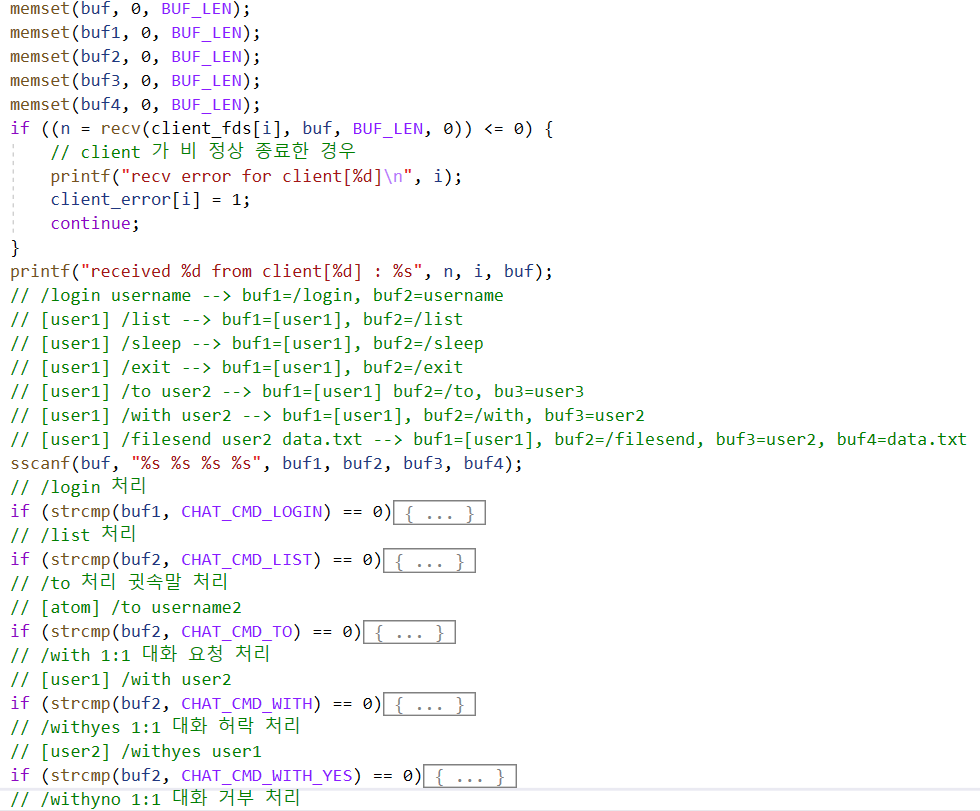 memset(buf, 0, BUF_LEN);
memset(buf1, 0, BUF_LEN);
memset(buf2, 0, BUF_LEN);
memset(buf3, 0, BUF_LEN);
memset(buf4, 0, BUF_LEN);
if ((n = recv(client_fds[i], buf, BUF_LEN, 0)) <= 0) {
// client 가 비 정상 종료한 경우
printf("recv error for client[%d]\n", i);
client_error[i] = 1;
continue;
}
printf("received %d from client[%d] : %s", n, i, buf);
// /login username --> buf1=/login, buf2=username
// [user1] /list --> buf1=[user1], buf2=/list
// [user1] /sleep --> buf1=[user1], buf2=/sleep
// [user1] /exit --> buf1=[user1], buf2=/exit
// [user1] /to user2 --> buf1=[user1] buf2=/to, bu3=user3
// [user1] /with user2 --> buf1=[user1], buf2=/with, buf3=user2
// [user1] /filesend user2 data.txt --> buf1=[user1], buf2=/filesend, buf3=user2, buf4=data.txt
sscanf(buf, "%s %s %s %s", buf1, buf2, buf3, buf4);
// /login 처리
if (strcmp(buf1, CHAT_CMD_LOGIN) == 0){ ... }
// /list 처리
if (strcmp(buf2, CHAT_CMD_LIST) == 0){ ... }
// /to 처리 귓속말 처리
// [atom] /to username2
if (strcmp(buf2, CHAT_CMD_TO) == 0){ ... }
// /with 1:1 대화 요청 처리
// [user1] /with user2
if (strcmp(buf2, CHAT_CMD_WITH) == 0){ ... }
// /withyes 1:1 대화 허락 처리
// [user2] /withyes user1
if (strcmp(buf2, CHAT_CMD_WITH_YES) == 0){ ... }
// /withyno 1:1 대화 거부 처리